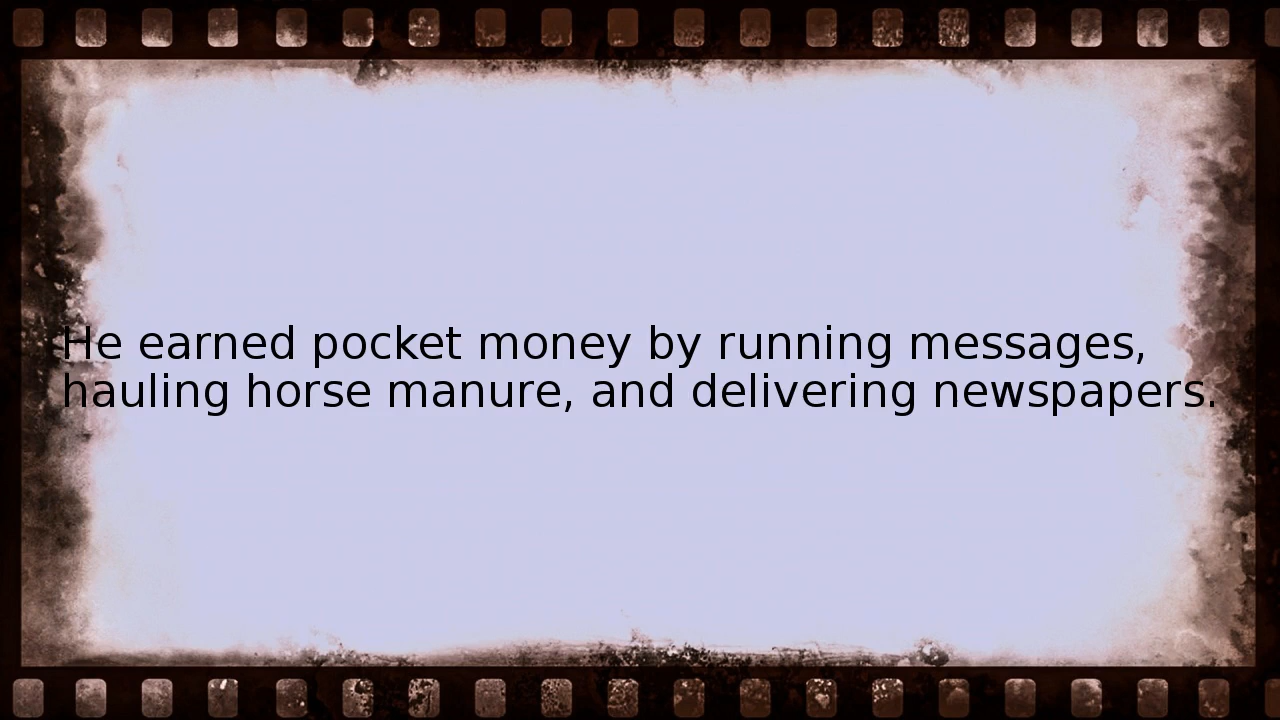 He earned pocket money by running messages,
hauling horse manure, and delivering newspapers.